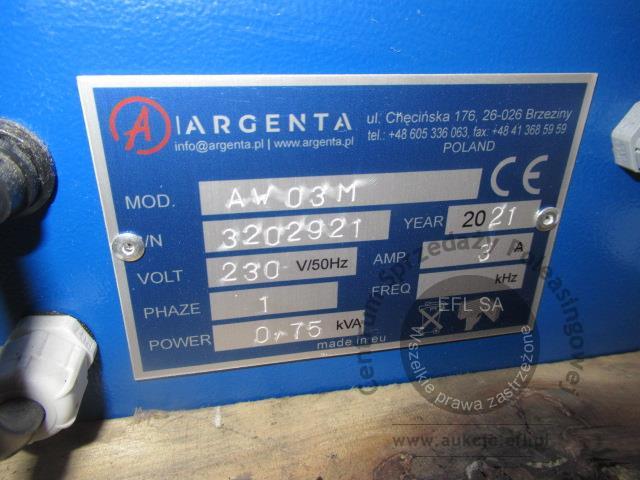 A ARGENTA
ul. Chęcińska 176, 26-026 Brzeziny
info@argenta.pl | www.argenta.pl
tel.: +48 605 336 063, fax: +48 41 368 59 59
POLAND
MOD. AW 03M CE
/N 3202921 YEAR 2021
VOLT 230 V/50Hz AMP 3 A
PHAZE 1 FREQ kHz
POWER 0,75 kVA
made in eu
EFL SA
Centrum Sprzedaży Poleasingowej
Wszelkie prawa zastrzeżone
www.aukcje.efl.pl